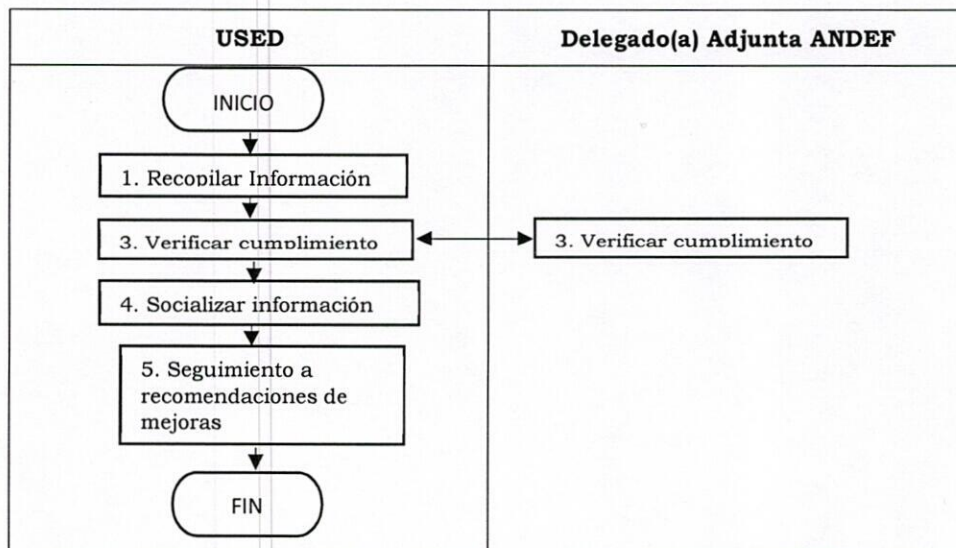 USED
Delegado(a) Adjunta ANDEF
INICIO
1. Recopilar Información
3. Verificar cumplimiento
3. Verificar cumplimiento
4. Socializar información
5. Seguimiento a
recomendaciones de
mejoras
FIN